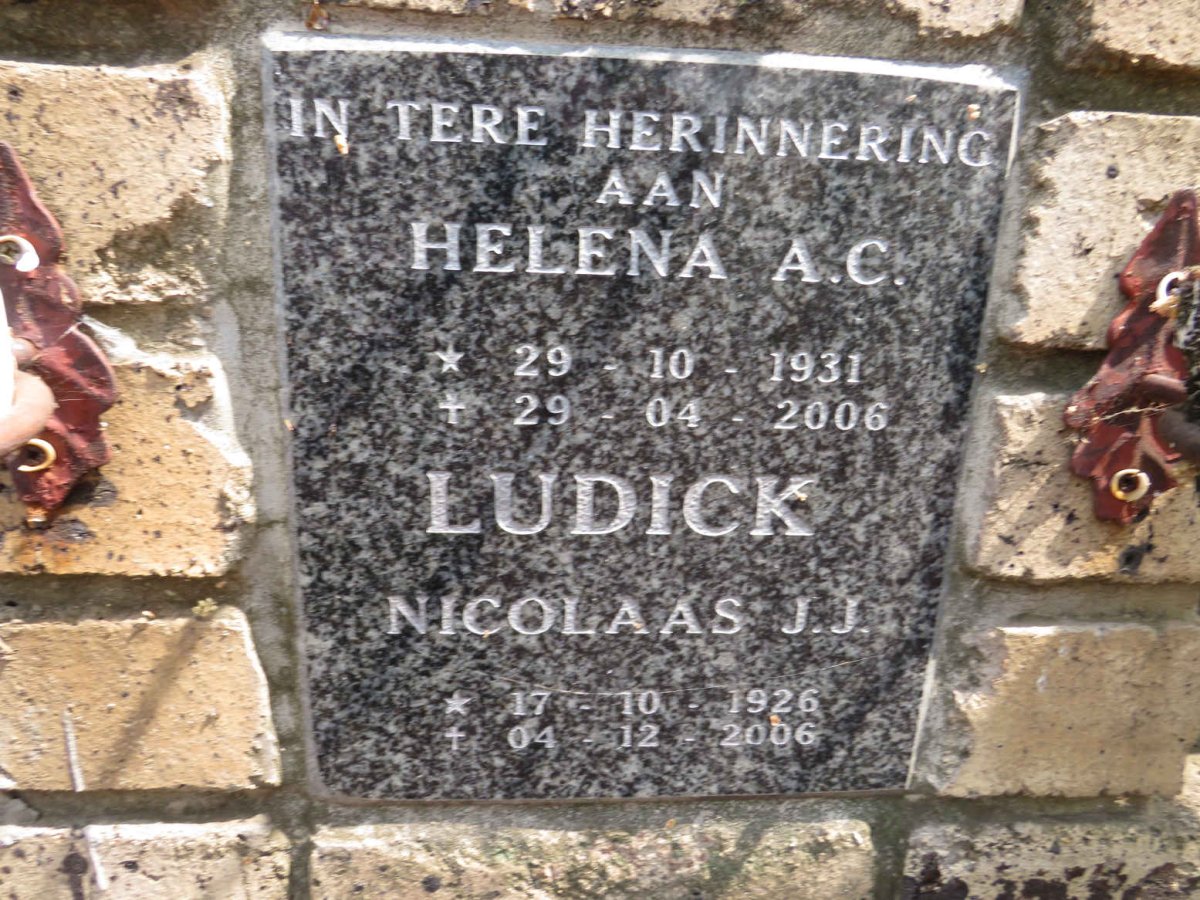 IN TERE HERINNERING
AAN
HELENA A.C.
★ 29 - 10 - 1931
✝ 29 - 04 - 2006
LUDICK
NICOLAAS J.J.
★ 17 - 10 - 1926
✝ 04 - 12 - 2006